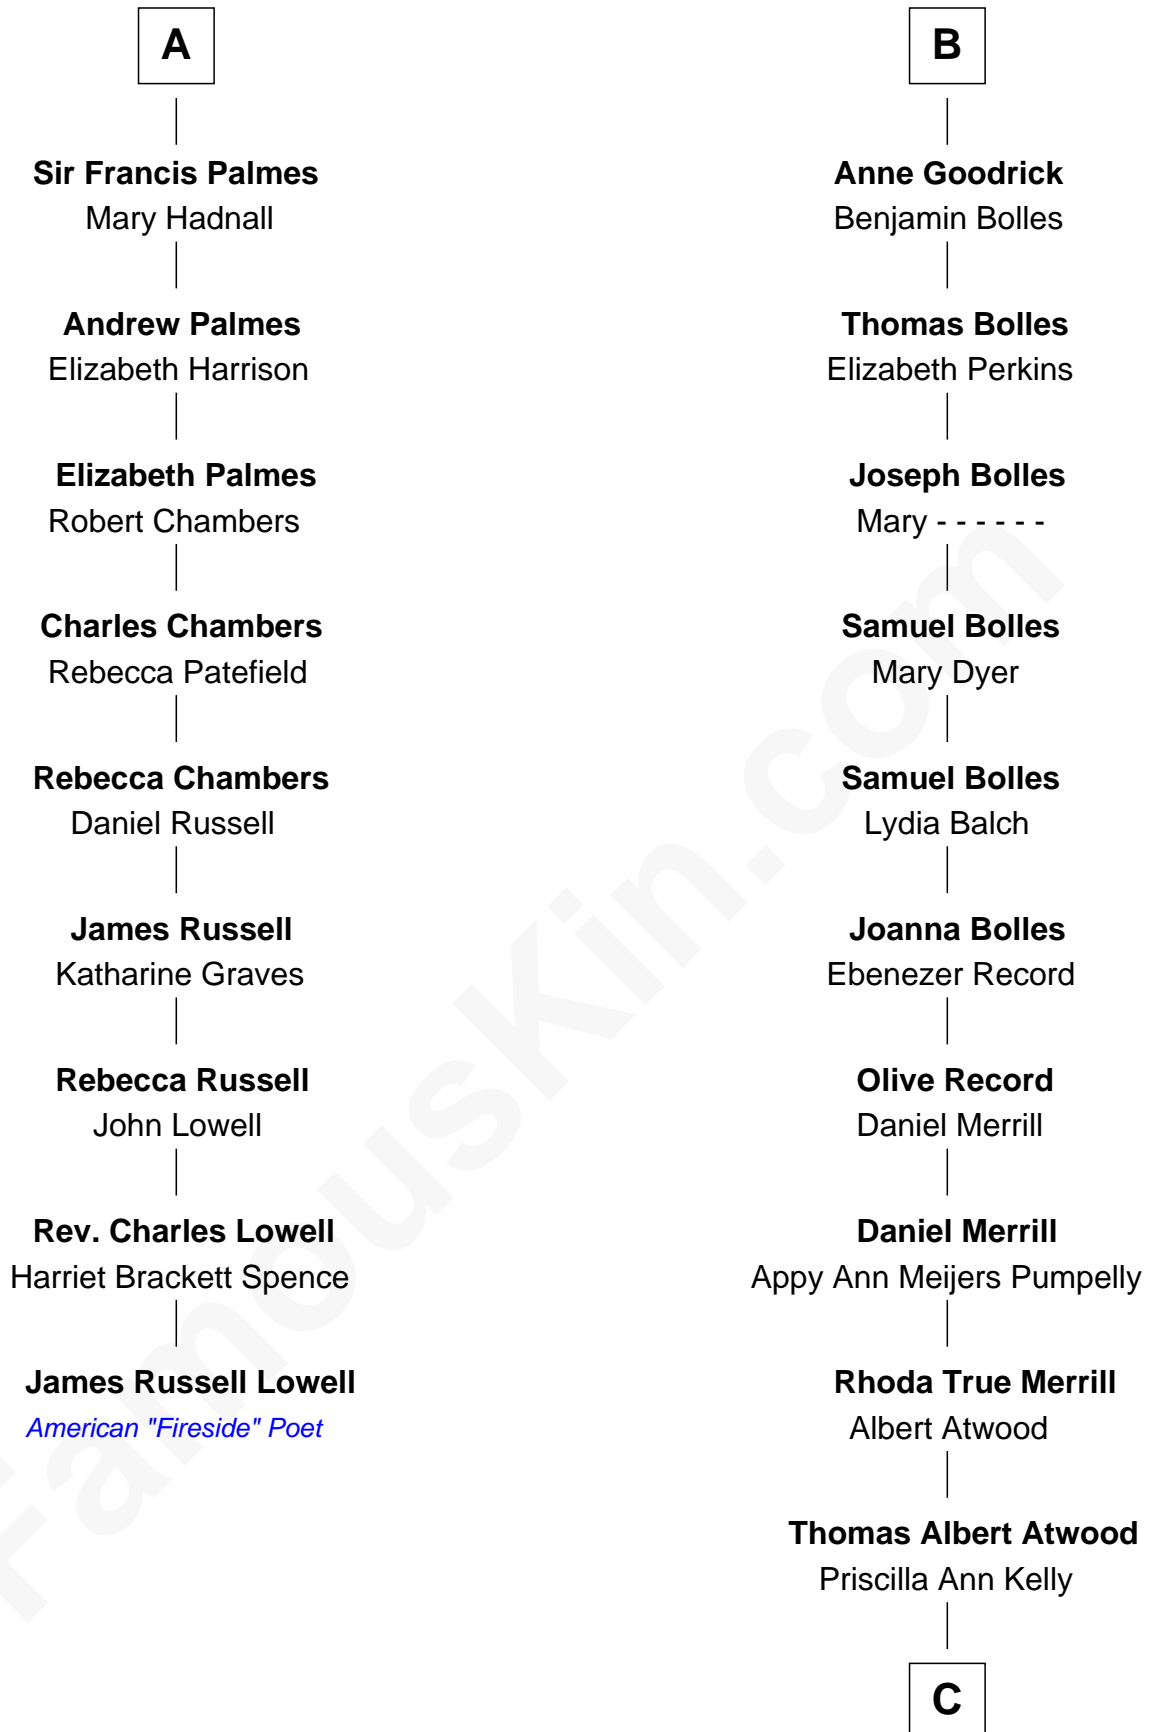 A
Sir Francis Palmes
Mary Hadnall
Andrew Palmes
Elizabeth Harrison
Elizabeth Palmes
Robert Chambers
Charles Chambers
Rebecca Patefield
Rebecca Chambers
Daniel Russell
James Russell
Katharine Graves
Rebecca Russell
John Lowell
Rev. Charles Lowell
Harriet Brackett Spence
James Russell Lowell
American "Fireside" Poet
B
Anne Goodrick
Benjamin Bolles
Thomas Bolles
Elizabeth Perkins
Joseph Bolles
Mary - - - - - -
Samuel Bolles
Mary Dyer
Samuel Bolles
Lydia Balch
Joanna Bolles
Ebenezer Record
Olive Record
Daniel Merrill
Daniel Merrill
Appy Ann Meijers Pumpelly
Rhoda True Merrill
Albert Atwood
Thomas Albert Atwood
Priscilla Ann Kelly
C
FamousKin.com